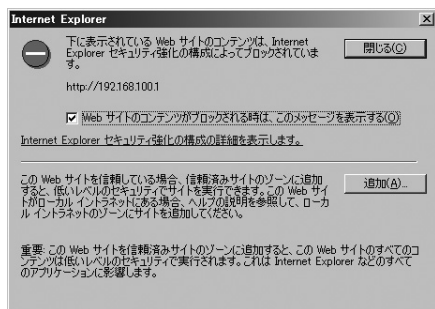 Internet Explorer
下に表示されている Web サイトのコンテンツは、Internet
Explorer セキュリティ強化の構成によってブロックされていま
す。
閉じる(C)
http://192.168.100.1
Web サイトのコンテンツがブロックされる時は、このメッセージを表示する(O)
Internet Explorer セキュリティ強化の構成の詳細を表示します。
この Web サイトを信頼している場合、信頼済みサイトのゾーンに追加
すると、低いレベルのセキュリティでサイトを実行できます。この Web サイ
トがローカル イントラネットにある場合、ヘルプの説明を参照して、ローカ
ル イントラネットのゾーンにサイトを追加してください。
追加(A)...
重要: この Web サイトを信頼済みサイトのゾーンに追加すると、この Web サイトのすべてのコ
ンテンツは低いレベルのセキュリティで実行されます。これは Internet Explorer などのすべて
のアプリケーションに影響します。